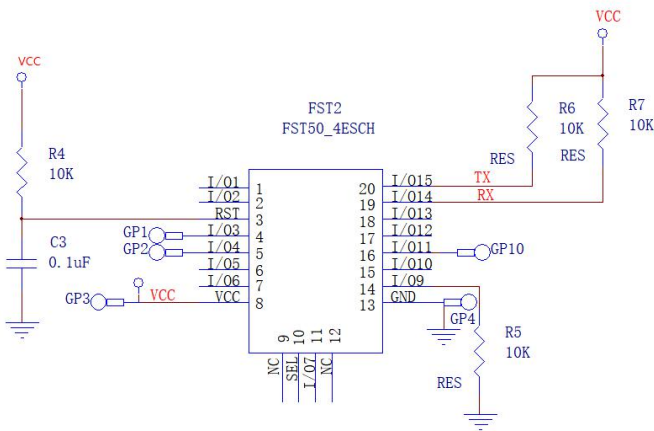 VCC
VCC
R4
10K
FST2
FST50_4ESCH
R6
10K
RES
R7
10K
RES
I/O1 1
I/O2 2
RST 3
GP1 I/O3 4
GP2 I/O4 5
I/O5 6
I/O6 7
GP3 VCC VCC 8
C3
0.1uF
20 I/O15 TX
19 I/O14 RX
18 I/O13
17 I/O12
16 I/O11 GP10
15 I/O10
14 I/O9
13 GND GP4
9 10 11 12
NC SEL I/O7 NC
R5
10K
RES